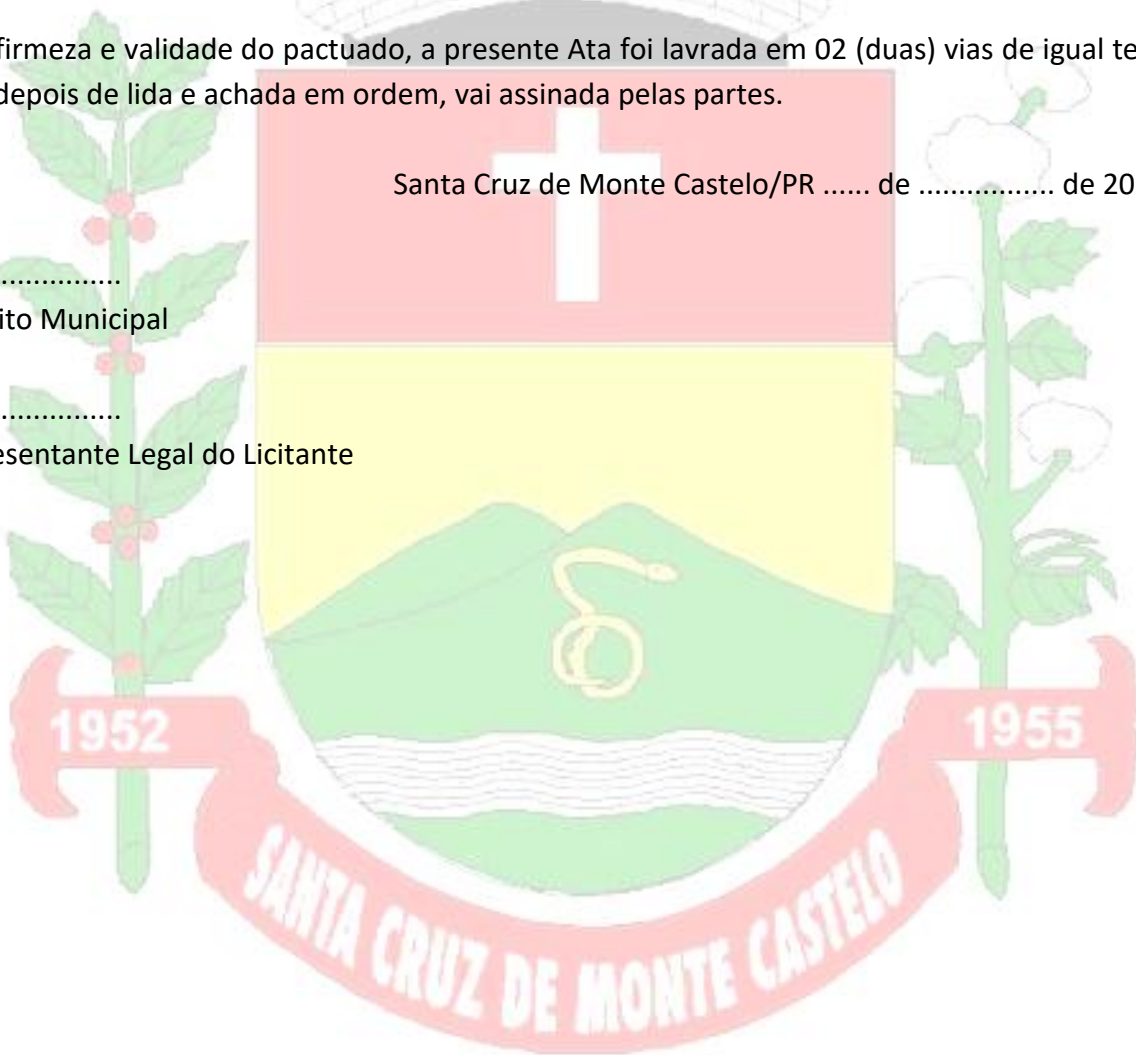 firmeza e validade do pactuado, a presente Ata foi lavrada em 02 (duas) vias de igual te
depois de lida e achada em ordem, vai assinada pelas partes.
Santa Cruz de Monte Castelo/PR ...... de ................. de 20
...............
ito Municipal
...............
esentante Legal do Licitante
1952
1955
SANTA CRUZ DE MONTE CASTELO